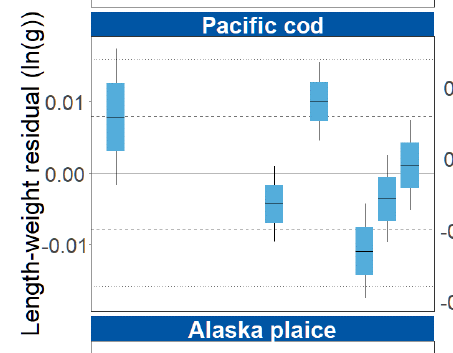 Pacific cod
Length-weight residual (ln(g))
0.01
0.00
-0.01
Alaska plaice